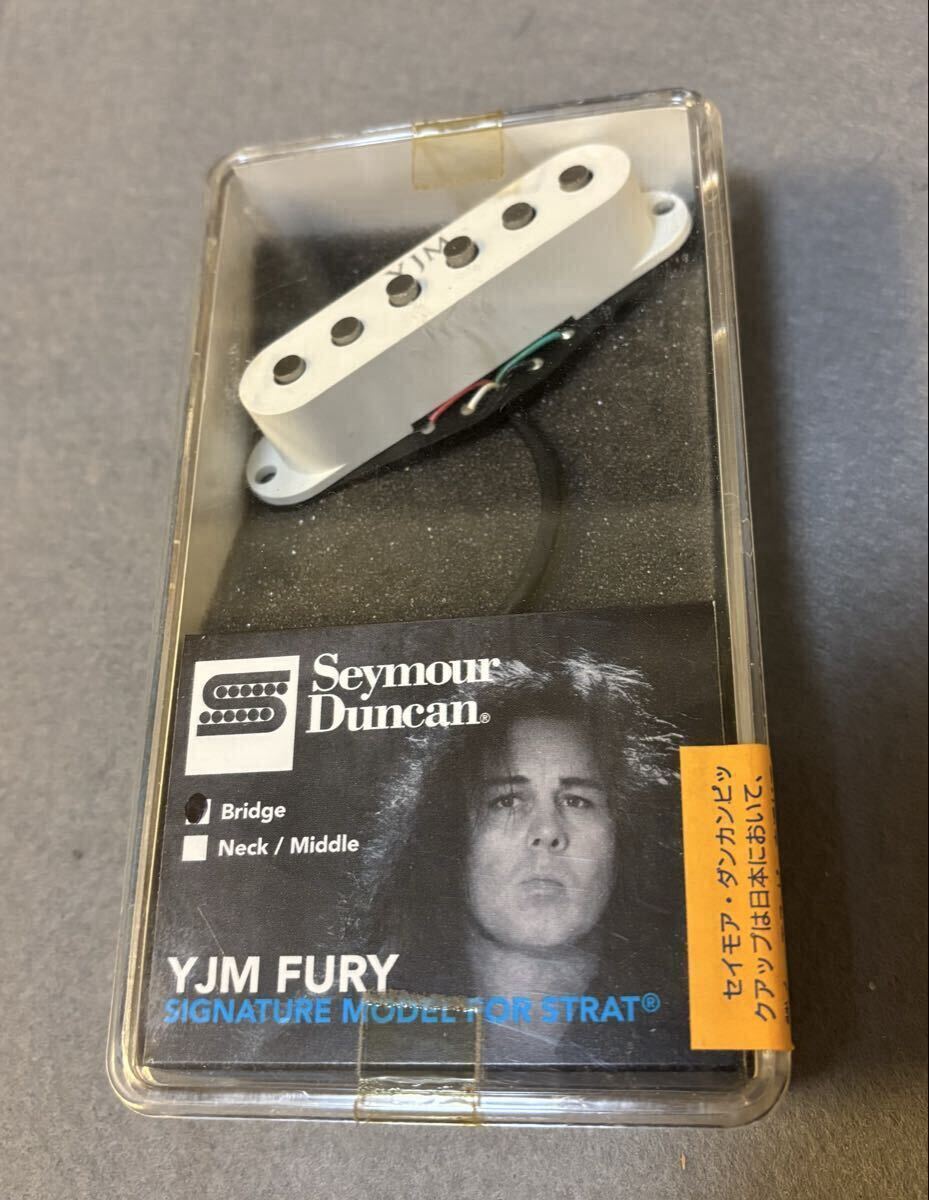 YJM
Seymour
Duncan®
Bridge
Neck / Middle
YJM FURY
SIGNATURE MODEL FOR STRAT®
セイモア・ダンカンピッ
クアップは日本において、